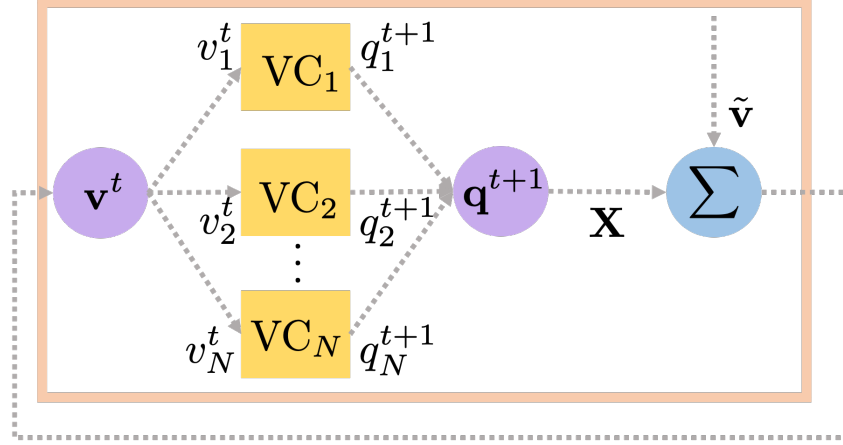 v_1^t VC_1 q_1^{t+1}
ṽ
𝐯^t VC_2 𝐪^{t+1} ∑
v_2^t q_2^{t+1} 𝐗
⋮
v_N^t VC_N q_N^{t+1}